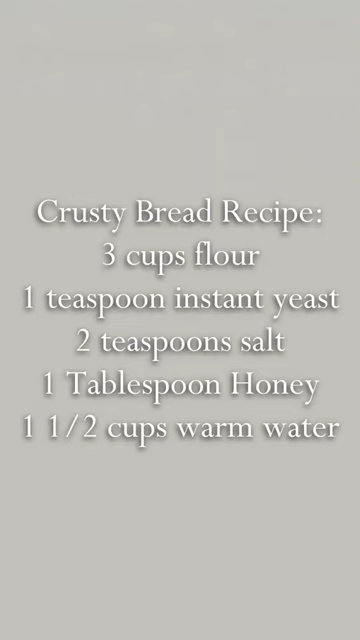 Crusty Bread Recipe:
3 cups flour
1 teaspoon instant yeast
2 teaspoons salt
1 Tablespoon Honey
1 1/2 cups warm water